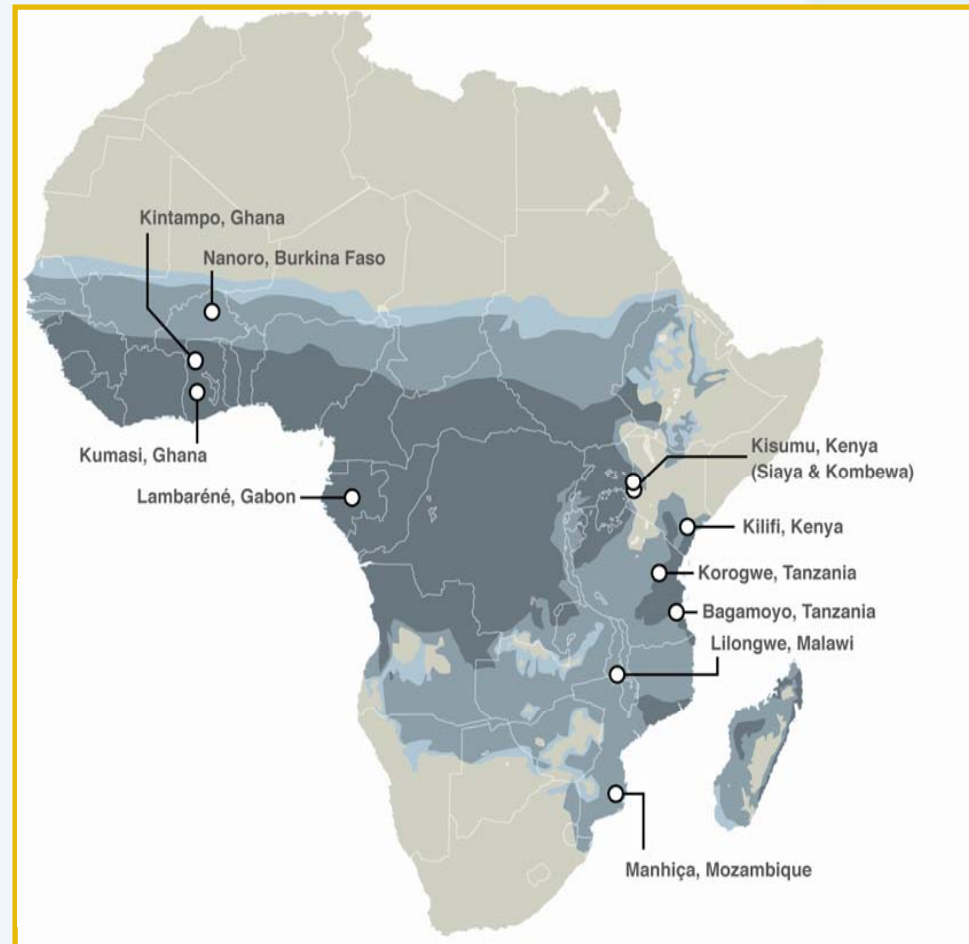 Kintampo, Ghana
Nanoro, Burkina Faso
Kumasi, Ghana
Lambaréné, Gabon
Kisumu, Kenya
(Siaya & Kombewa)
Kilifi, Kenya
Korogwe, Tanzania
Bagamoyo, Tanzania
Lilongwe, Malawi
Manhiça, Mozambique